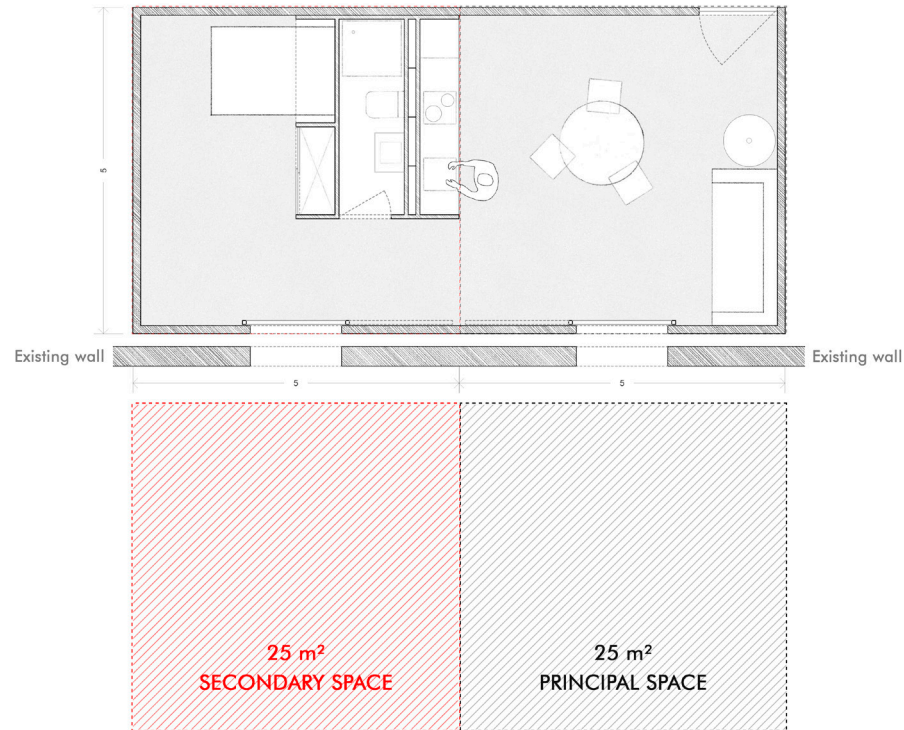 5
Existing wall
Existing wall
5
5
25 m²
SECONDARY SPACE
25 m²
PRINCIPAL SPACE